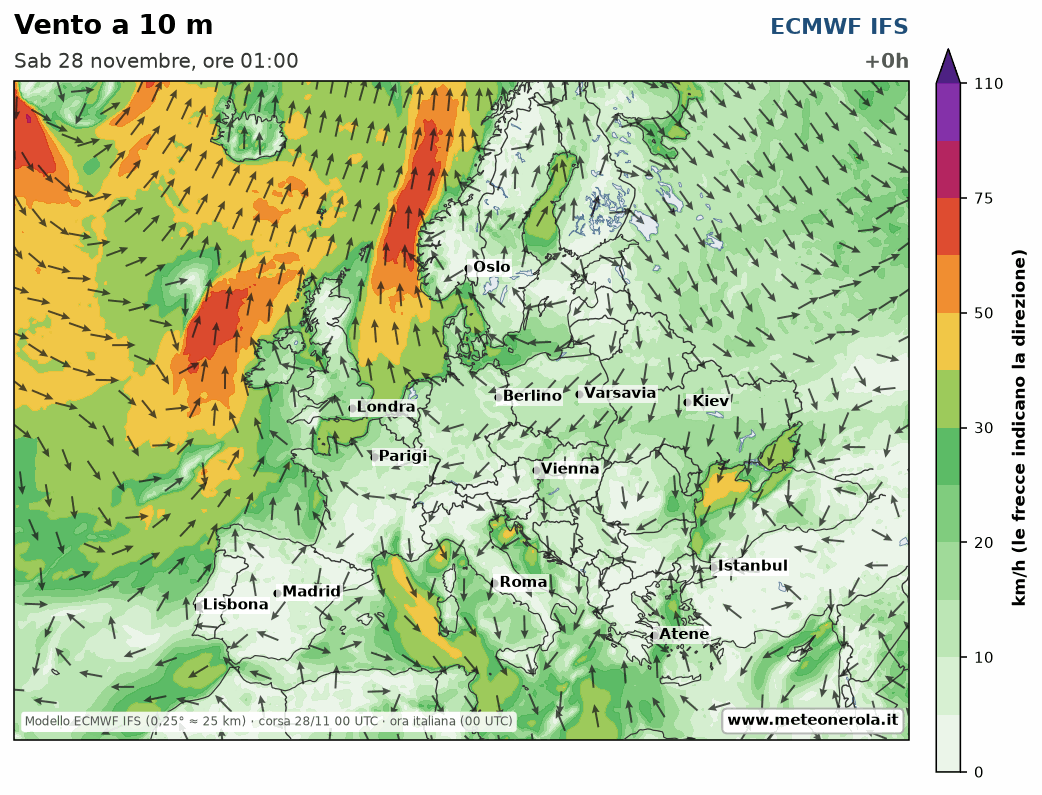 Vento a 10 m
ECMWF IFS
Sab 28 novembre, ore 01:00
+0h
110
75
50
30
20
10
0
km/h (le frecce indicano la direzione)
Oslo
Berlino
Varsavia
Kiev
Londra
Parigi
Vienna
Istanbul
Roma
Madrid
Lisbona
Atene
Modello ECMWF IFS (0,25° ≈ 25 km) · corsa 28/11 00 UTC · ora italiana (00 UTC)
www.meteonerola.it